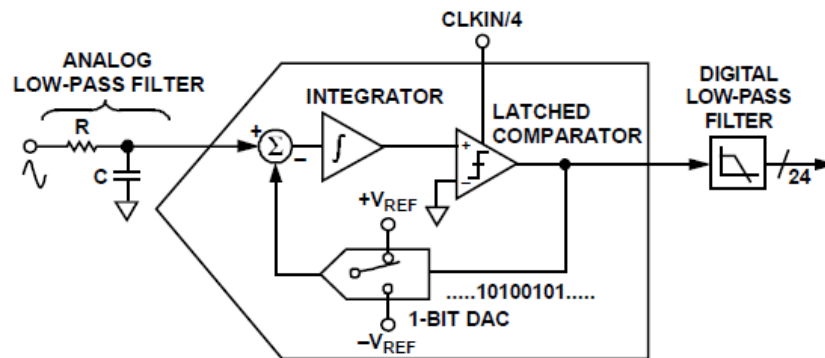 CLKIN/4
ANALOG
LOW-PASS FILTER
R
C
+
Σ
–
INTEGRATOR
∫
LATCHED
COMPARATOR
+
–
DIGITAL
LOW-PASS
FILTER
24
+VREF
.....10100101.....
1-BIT DAC
–VREF